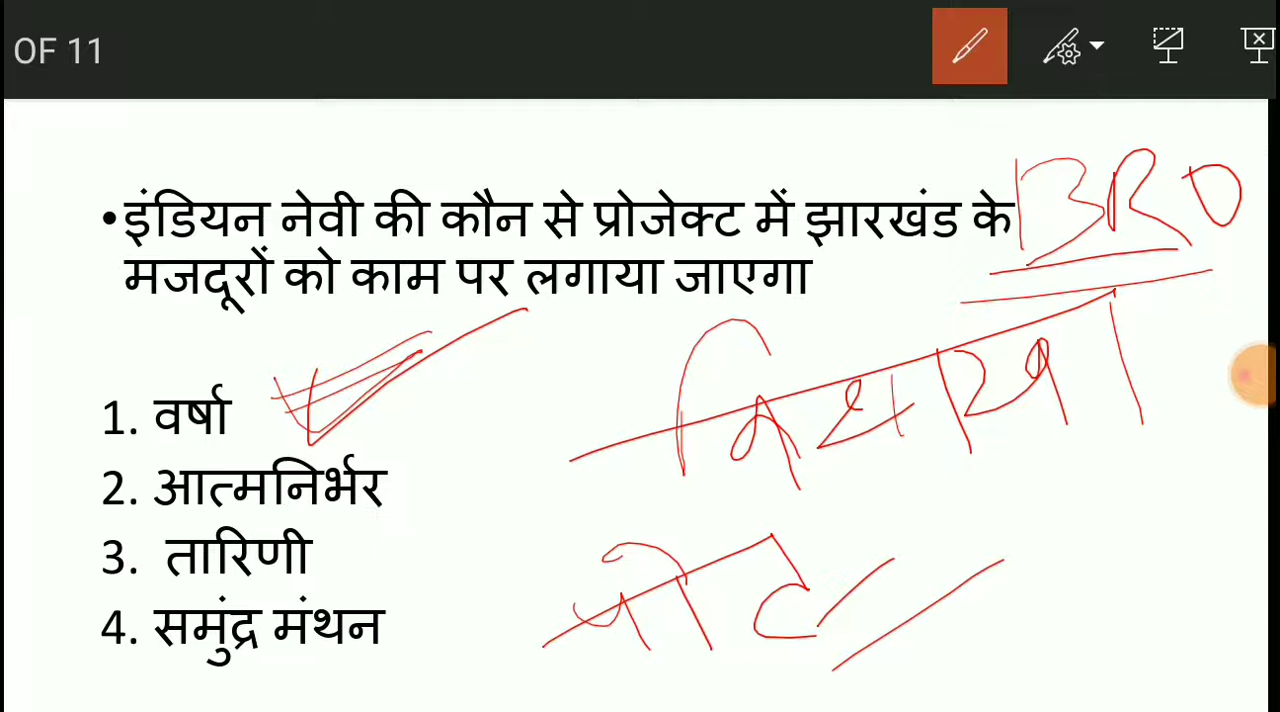 OF 11
•इंडियन नेवी की कौन से प्रोजेक्ट में झारखंड के
मजदूरों को काम पर लगाया जाएगा
BRO
1. वर्षा
2. आत्मनिर्भर
3. तारिणी
4. समुंद्र मंथन